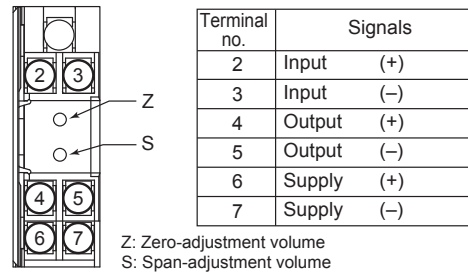 2 3
Z
S
4 5
6 7
Terminal no. Signals
2 Input (+)
3 Input (–)
4 Output (+)
5 Output (–)
6 Supply (+)
7 Supply (–)
Z: Zero-adjustment volume
S: Span-adjustment volume